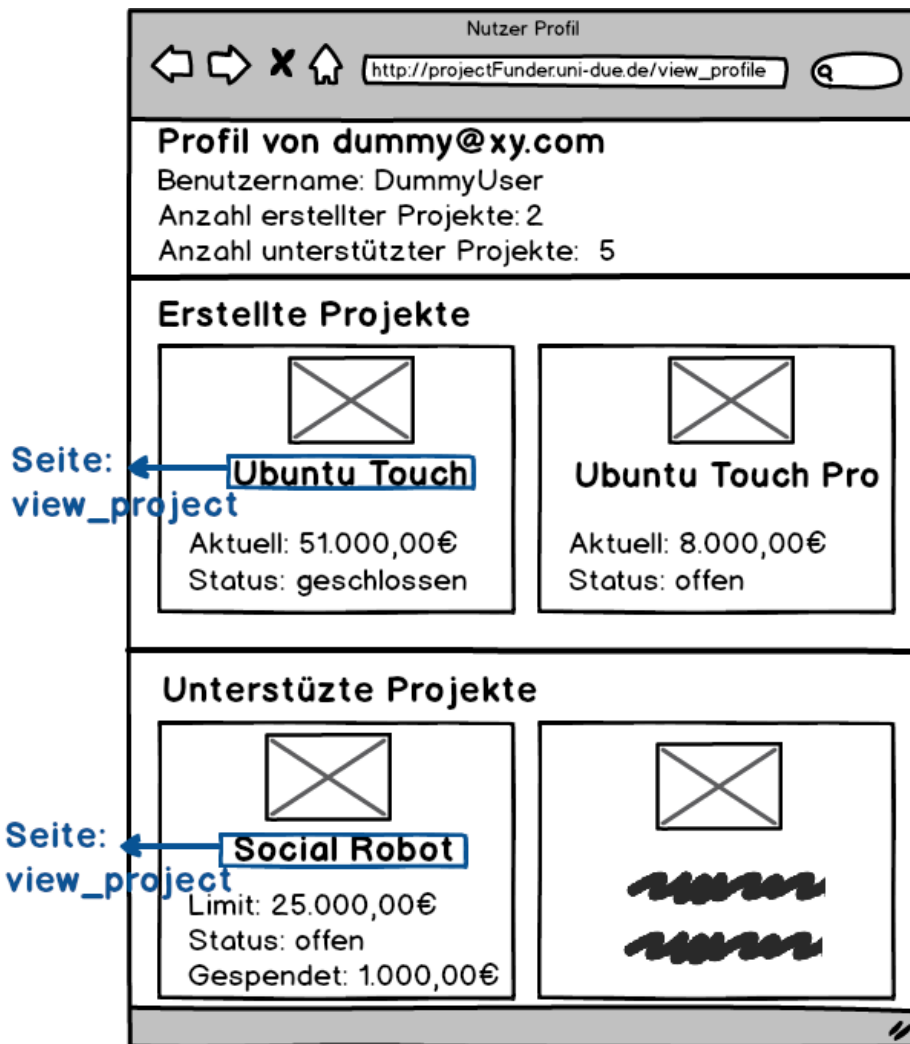 Nutzer Profil
http://projectFunder.uni-due.de/view_profile
Profil von dummy@xy.com
Benutzername: DummyUser
Anzahl erstellter Projekte: 2
Anzahl unterstützter Projekte: 5
Erstellte Projekte
Seite:
view_project
Ubuntu Touch
Aktuell: 51.000,00€
Status: geschlossen
Ubuntu Touch Pro
Aktuell: 8.000,00€
Status: offen
Unterstüzte Projekte
Seite:
view_project
Social Robot
Limit: 25.000,00€
Status: offen
Gespendet: 1.000,00€